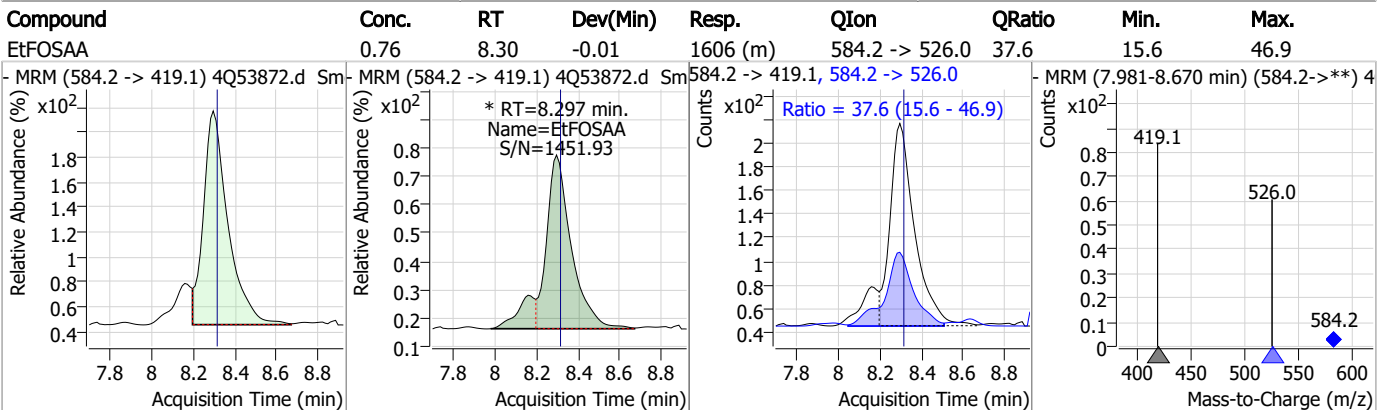 Compound Conc. RT Dev(Min) Resp. QIon QRatio Min. Max.
EtFOSAA 0.76 8.30 -0.01 1606 (m) 584.2 -> 526.0 37.6 15.6 46.9
- MRM (584.2 -> 419.1) 4Q53872.d Sm
Relative Abundance (%)
x10²
1.8
1.6
1.4
1.2
1
0.8
0.6
0.4
7.8 8 8.2 8.4 8.6 8.8
Acquisition Time (min)
- MRM (584.2 -> 419.1) 4Q53872.d Sm
Relative Abundance (%)
x10²
* RT=8.297 min.
Name=EtFOSAA
S/N=1451.93
0.8
0.7
0.6
0.5
0.4
0.3
0.2
0.1
7.8 8 8.2 8.4 8.6 8.8
Acquisition Time (min)
584.2 -> 419.1, 584.2 -> 526.0
Counts
x10²
Ratio = 37.6 (15.6 - 46.9)
2
1.8
1.6
1.4
1.2
1
0.8
0.6
0.4
7.8 8 8.2 8.4 8.6 8.8
Acquisition Time (min)
- MRM (7.981-8.670 min) (584.2->**) 4
Counts
x10²
419.1
526.0
584.2
0.8
0.7
0.6
0.5
0.4
0.3
0.2
0.1
0
400 450 500 550 600
Mass-to-Charge (m/z)